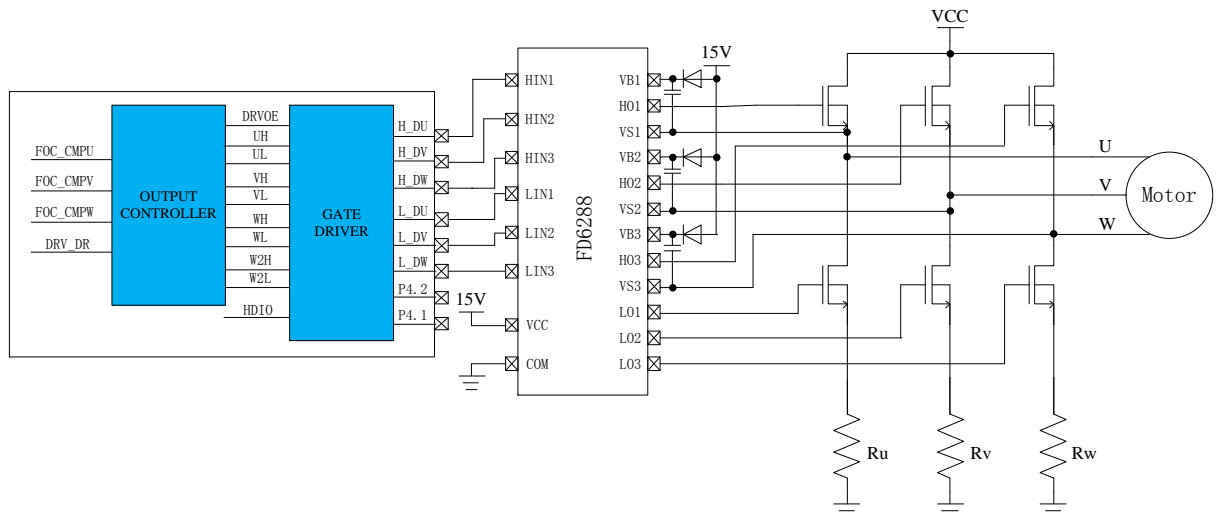 FOC_CMPU
FOC_CMPV
FOC_CMPW
DRV_DR
OUTPUT
CONTROLLER
DRVOE
UH
UL
VH
VL
WH
WL
W2H
W2L
HDIO
GATE
DRIVER
H_DU
H_DV
H_DW
L_DU
L_DV
L_DW
P4.2
P4.1
15V
HIN1
HIN2
HIN3
LIN1
LIN2
LIN3
VCC
COM
FD6288
VB1
HO1
VS1
VB2
HO2
VS2
VB3
HO3
VS3
LO1
LO2
LO3
15V
VCC
U
V
W
Motor
Ru
Rv
Rw